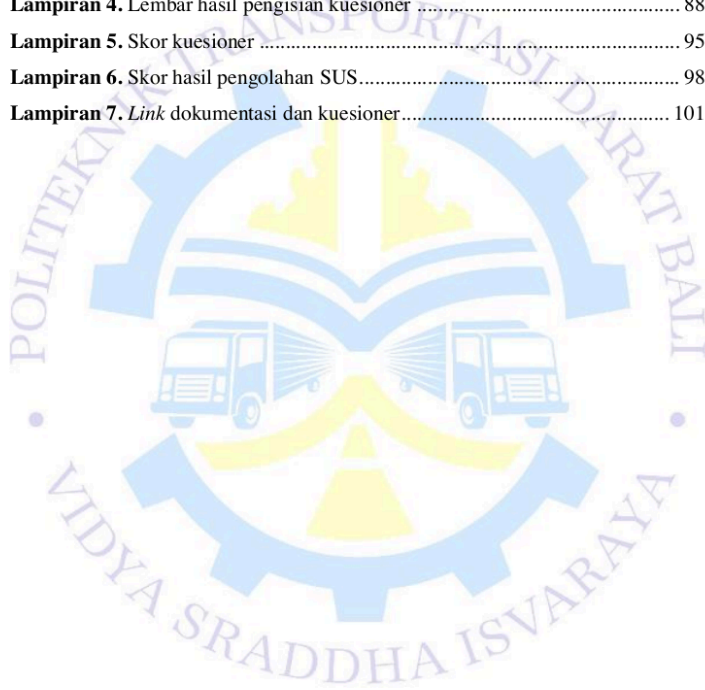 Lampiran 4. Lembar hasil pengisian kuesioner ........................................................ 88
Lampiran 5. Skor kuesioner ....................................................................................... 95
Lampiran 6. Skor hasil pengolahan SUS.................................................................. 98
Lampiran 7. Link dokumentasi dan kuesioner........................................................ 101
POLITEKNIK TRANSPORTASI DARAT BALI
VIDYA SRADDHA ISVARAYA